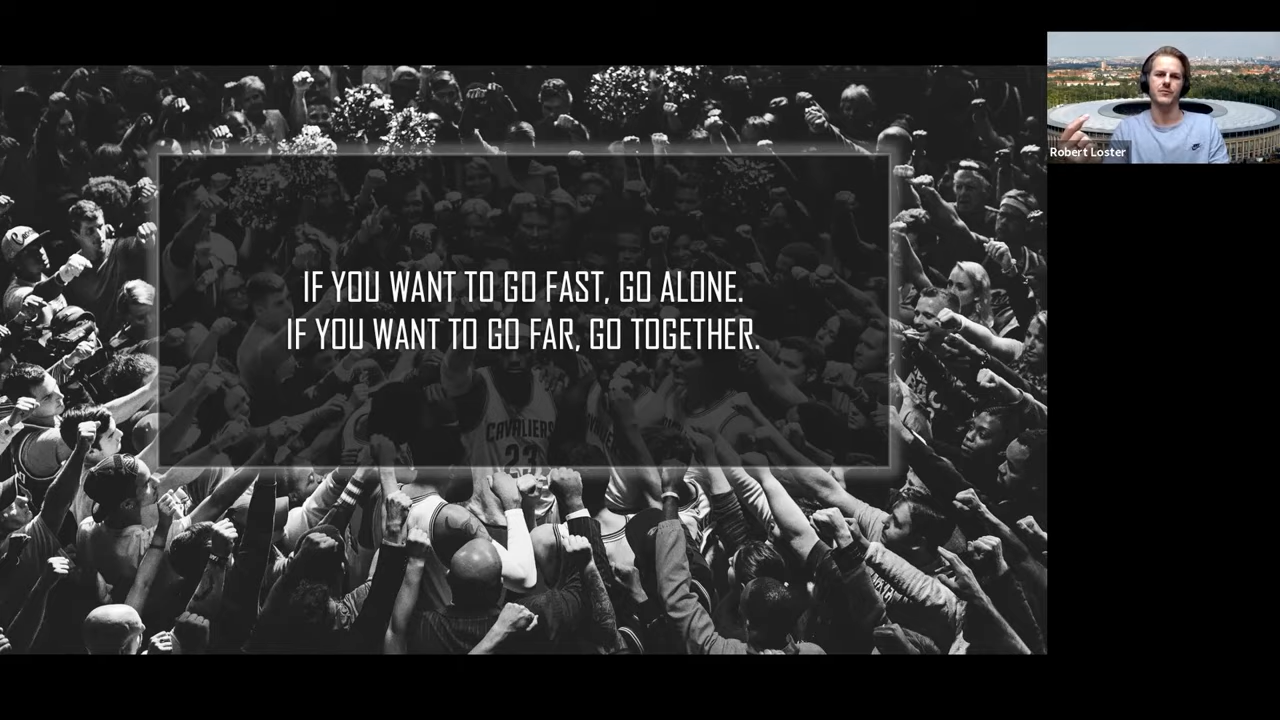 IF YOU WANT TO GO FAST, GO ALONE.
IF YOU WANT TO GO FAR, GO TOGETHER.
CAVALIERS
23
Robert Loster